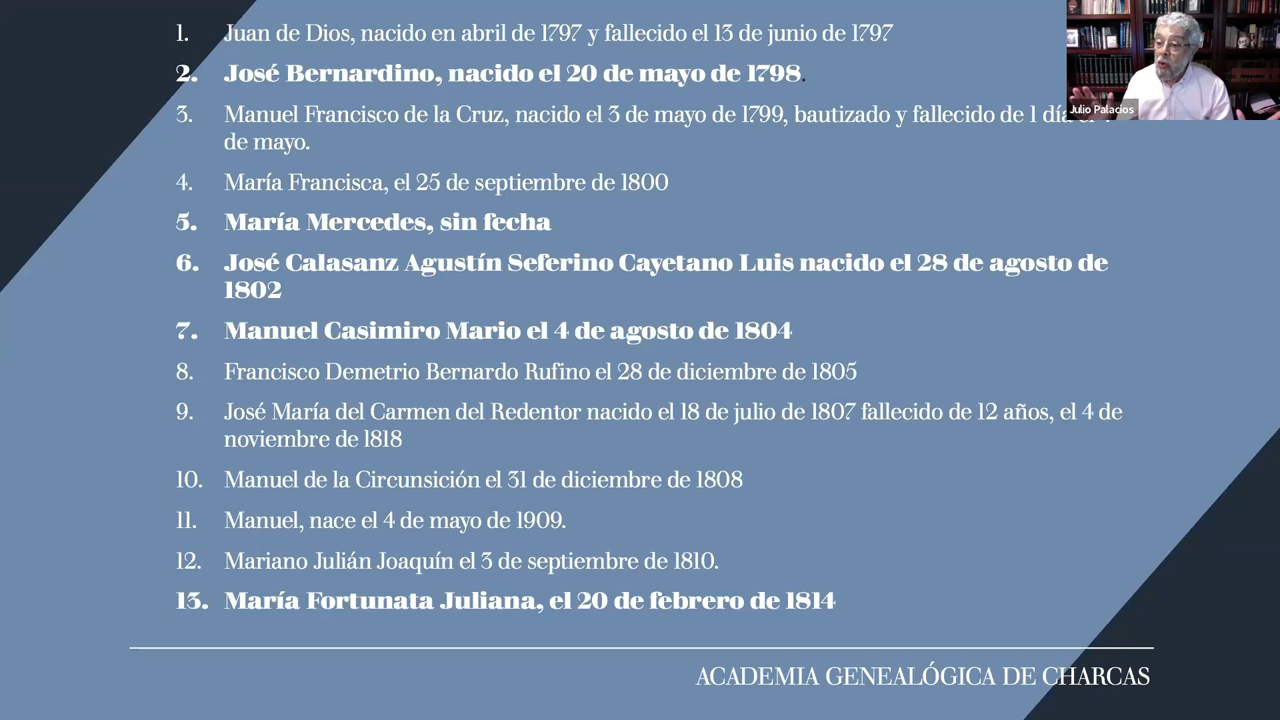 1. Juan de Dios, nacido en abril de 1797 y fallecido el 13 de junio de 1797
2. José Bernardino, nacido el 20 de mayo de 1798.
3. Manuel Francisco de la Cruz, nacido el 3 de mayo de 1799, bautizado y fallecido de 1 día
de mayo.
4. María Francisca, el 25 de septiembre de 1800
5. María Mercedes, sin fecha
6. José Calasanz Agustín Seferino Cayetano Luis nacido el 28 de agosto de
1802
7. Manuel Casimiro Mario el 4 de agosto de 1804
8. Francisco Demetrio Bernardo Rufino el 28 de diciembre de 1805
9. José María del Carmen del Redentor nacido el 18 de julio de 1807 fallecido de 12 años, el 4 de
noviembre de 1818
10. Manuel de la Circunsición el 31 de diciembre de 1808
11. Manuel, nace el 4 de mayo de 1909.
12. Mariano Julián Joaquín el 3 de septiembre de 1810.
13. María Fortunata Juliana, el 20 de febrero de 1814
ACADEMIA GENEALÓGICA DE CHARCAS
Julio Palacios